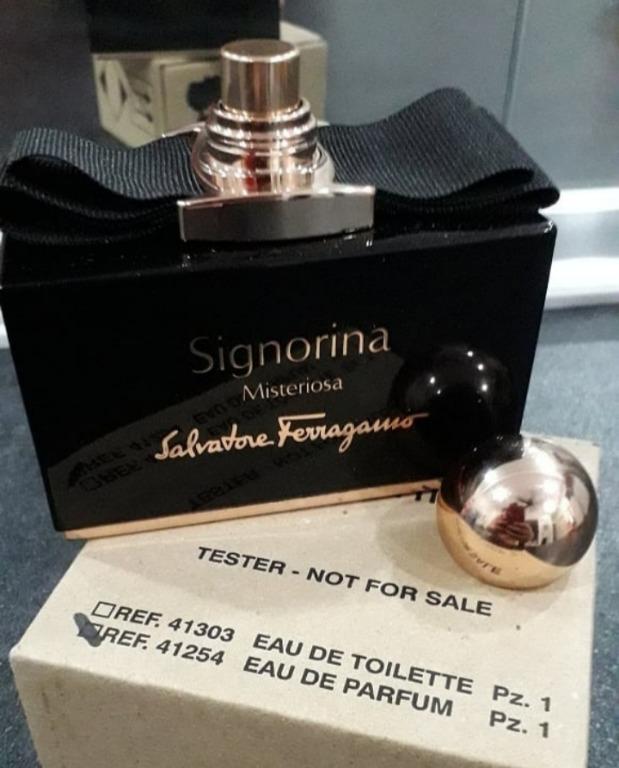 Signorina
Misteriosa
Salvatore Ferragamo
TESTER - NOT FOR SALE
☐ REF. 41303 EAU DE TOILETTE Pz. 1
REF. 41254 EAU DE PARFUM Pz. 1